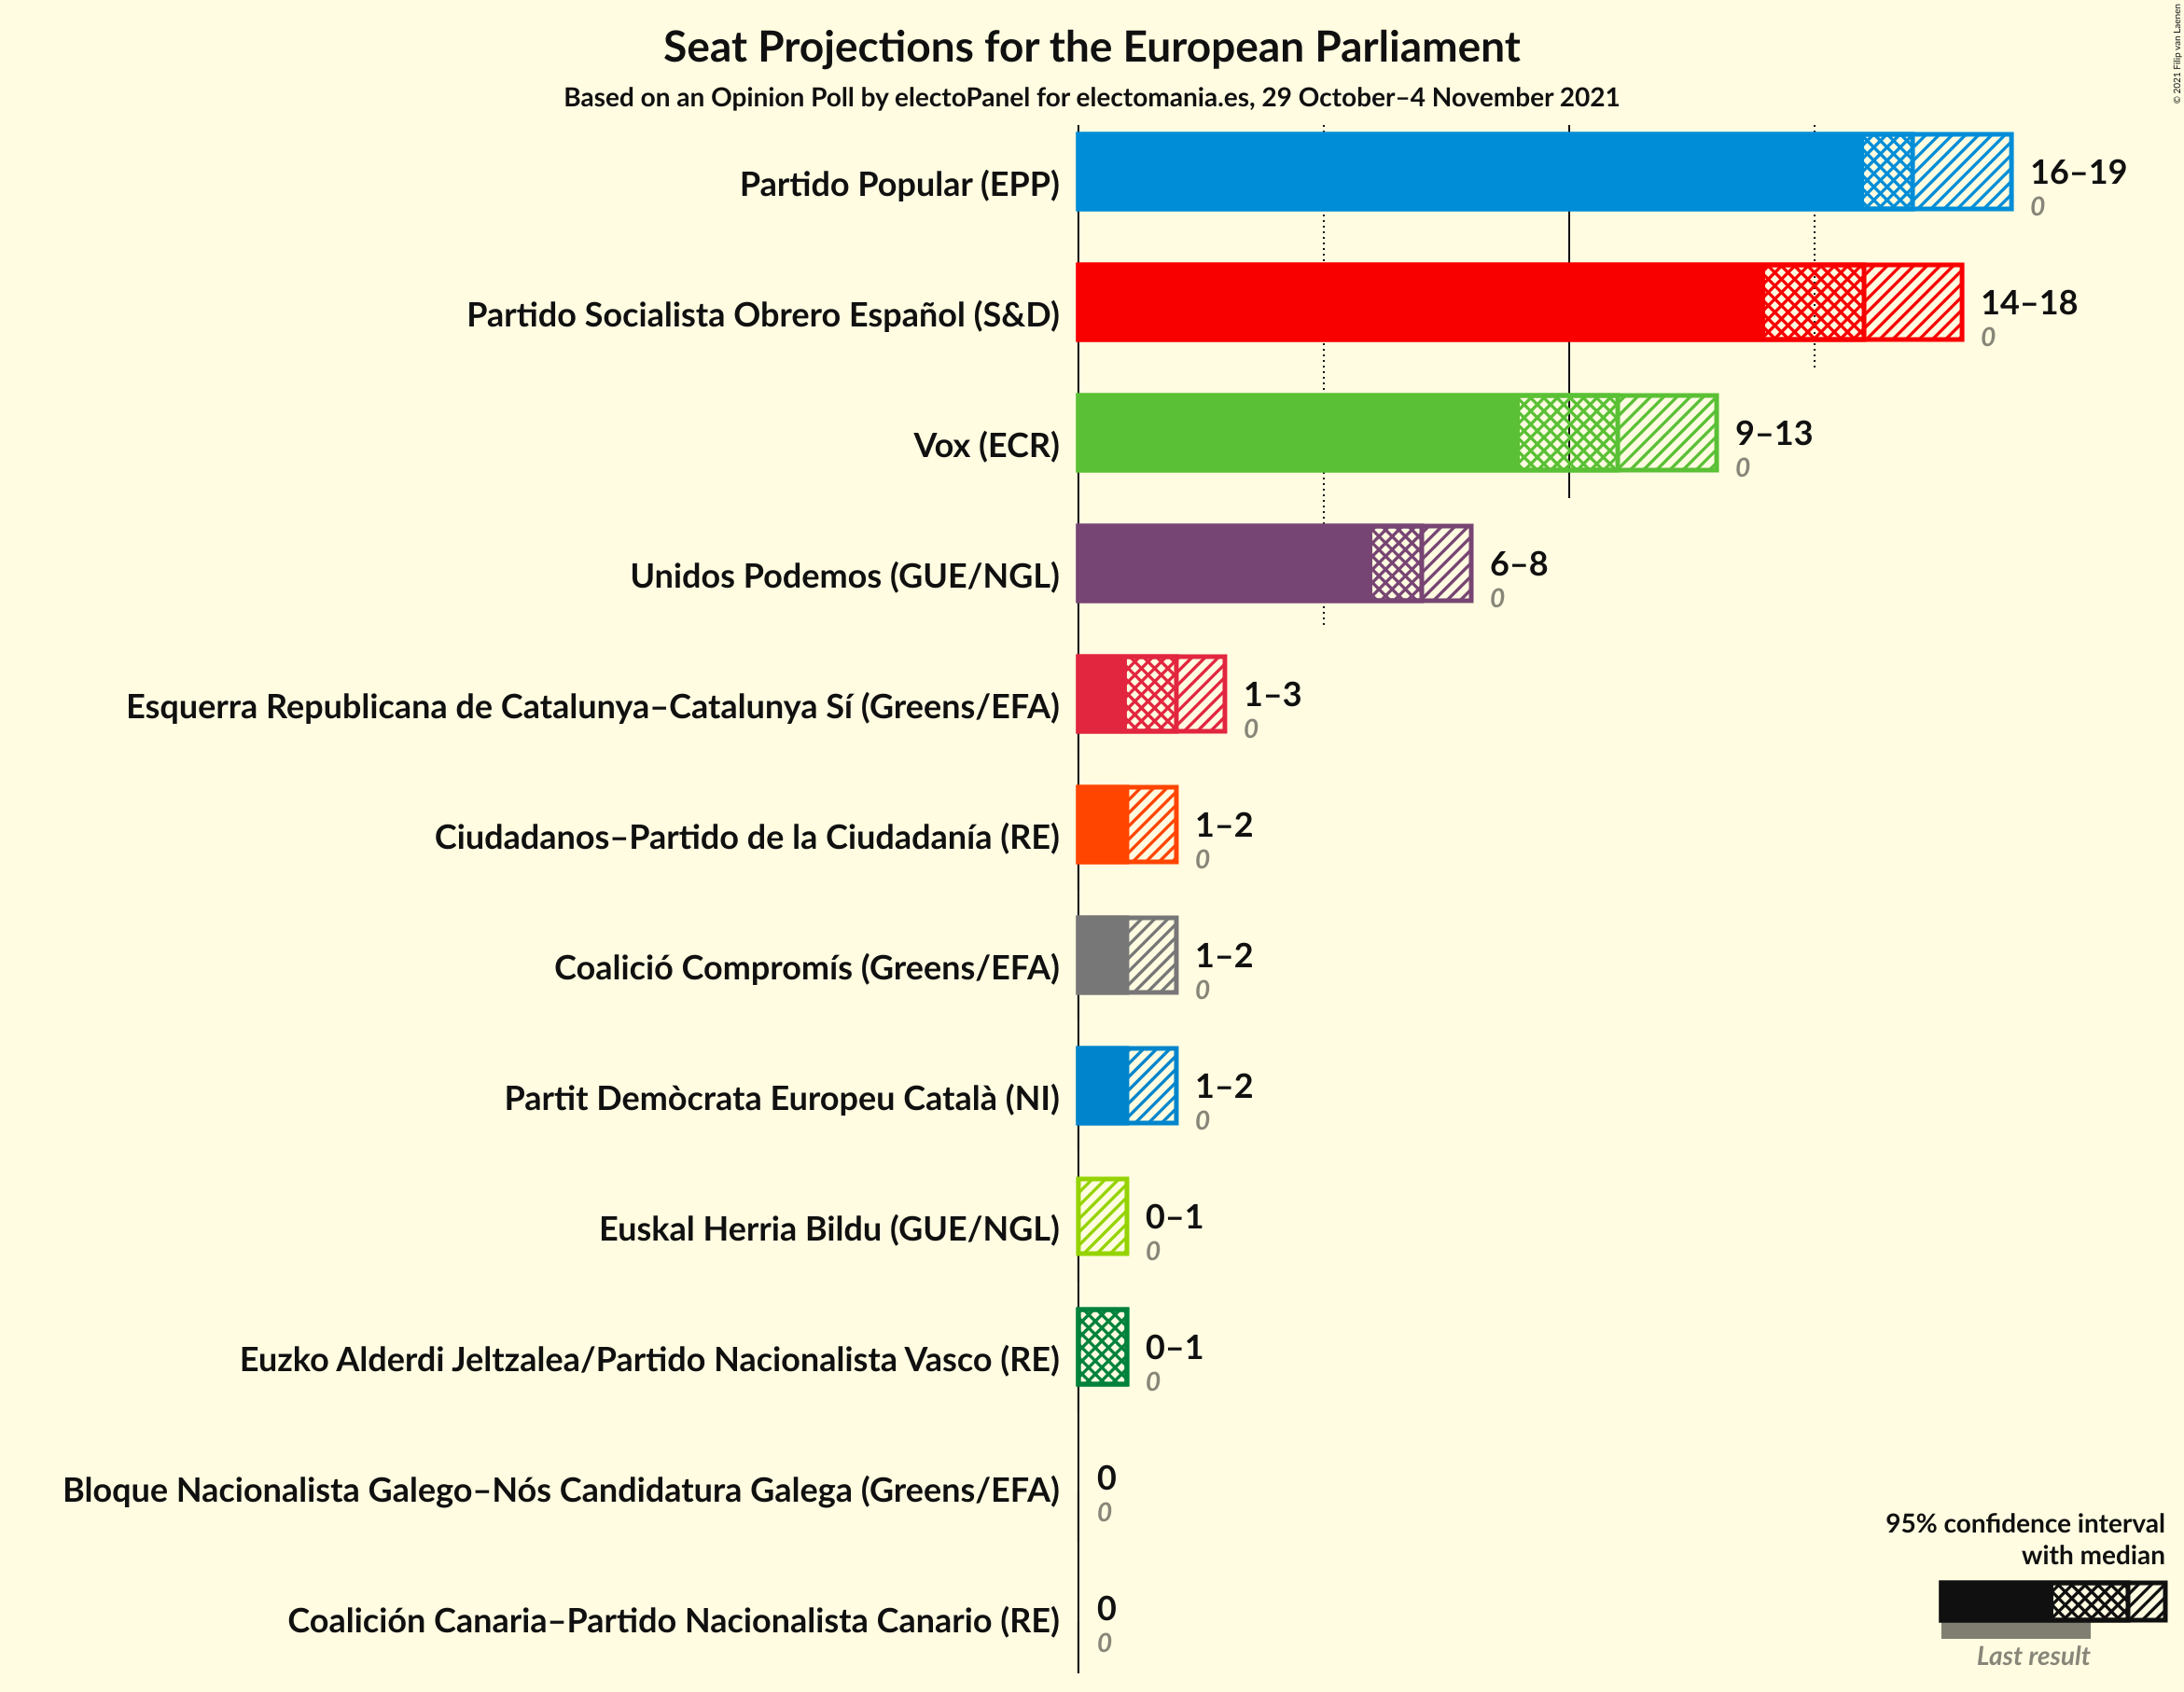 © 2021 Filip van Laenen
Seat Projections for the European Parliament
Based on an Opinion Poll by electoPanel for electomania.es, 29 October–4 November 2021
Partido Popular (EPP)
16–19
0
Partido Socialista Obrero Español (S&D)
14–18
0
Vox (ECR)
9–13
0
Unidos Podemos (GUE/NGL)
6–8
0
Esquerra Republicana de Catalunya–Catalunya Sí (Greens/EFA)
1–3
0
Ciudadanos–Partido de la Ciudadanía (RE)
1–2
0
Coalició Compromís (Greens/EFA)
1–2
0
Partit Demòcrata Europeu Català (NI)
1–2
0
Euskal Herria Bildu (GUE/NGL)
0–1
0
Euzko Alderdi Jeltzalea/Partido Nacionalista Vasco (RE)
0–1
0
Bloque Nacionalista Galego–Nós Candidatura Galega (Greens/EFA)
0
0
Coalición Canaria–Partido Nacionalista Canario (RE)
0
0
95% confidence interval
with median
Last result